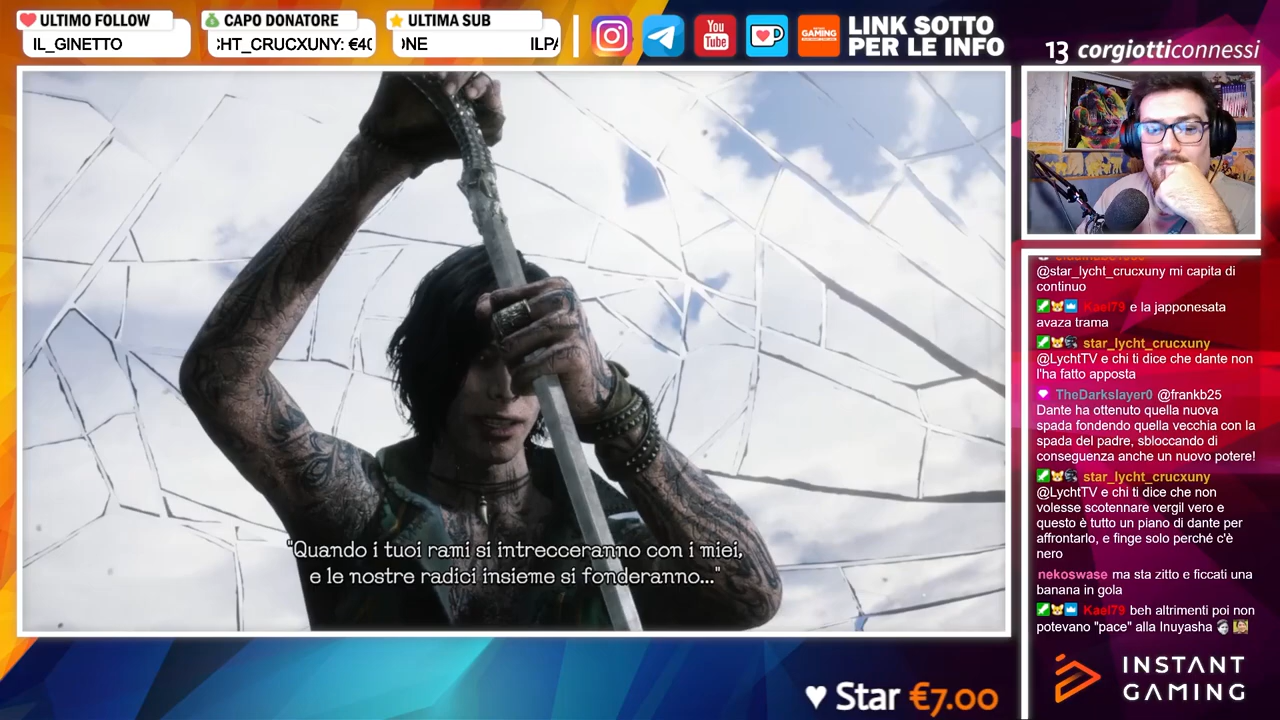 ULTIMO FOLLOW
IL_GINETTO
CAPO DONATORE
CHT_CRUCXUNY: €40
ULTIMA SUB
ONE ILPA
You
Tube
INSTANT
GAMING
LINK SOTTO
PER LE INFO
13 corgiotticonnessi
"Quando i tuoi rami si intrecceranno con i miei,
e le nostre radici insieme si fonderanno..."
@star_lycht_crucxuny mi capita di
continuo
Kael79 e la japponesata
avaza trama
star_lycht_crucxuny
@LychtTV e chi ti dice che dante non
l'ha fatto apposta
TheDarkslayer0 @frankb25
Dante ha ottenuto quella nuova
spada fondendo quella vecchia con la
spada del padre, sbloccando di
conseguenza anche un nuovo potere!
star_lycht_crucxuny
@LychtTV e chi ti dice che non
volesse scotennare vergil vero e
questo è tutto un piano di dante per
affrontarlo, e finge solo perché c'è
nero
nekoswase ma sta zitto e ficcati una
banana in gola
Kael79 beh altrimenti poi non
potevano "pace" alla Inuyasha
♥ Star €7.00
INSTANT
GAMING